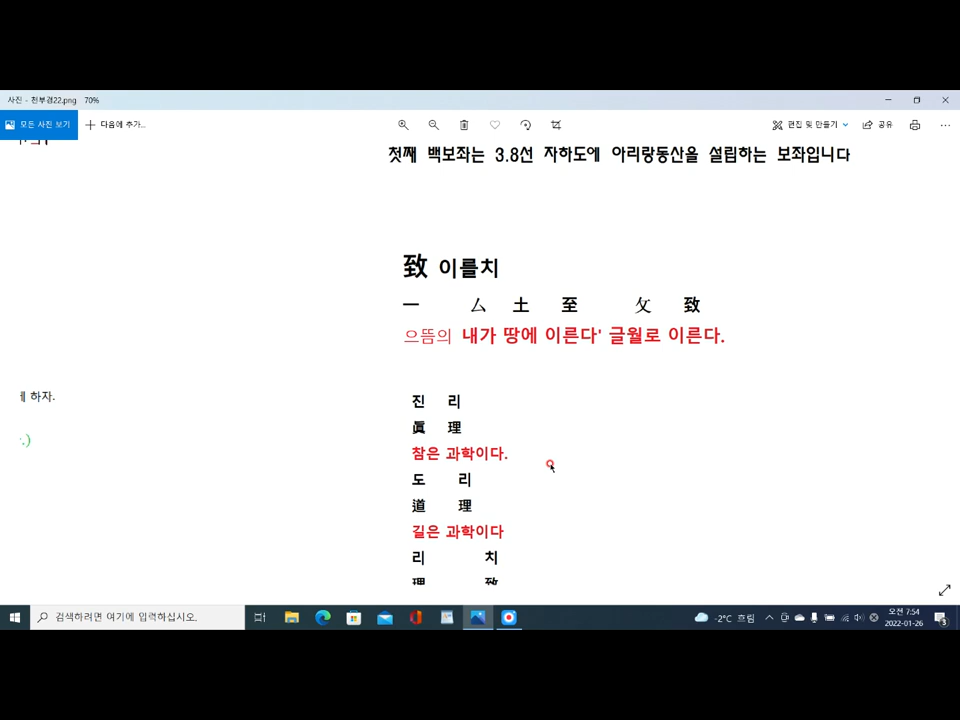 사진 - 천부경22.png 70%
모든 사진 보기 다음에 추가... 편집 및 만들기 공유
첫째 백보좌는 3.8선 자하도에 아리랑동산을 설립하는 보좌입니다
致 이를치
一 厶 土 至 攵 致
으뜸의 내가 땅에 이른다' 글월로 이른다.
하자.
진 리
眞 理
참은 과학이다.
도 리
道 理
길은 과학이다
리 치
理 致
검색하려면 여기에 입력하십시오.
-2°C 흐림
오전 7:54
2022-01-26
3